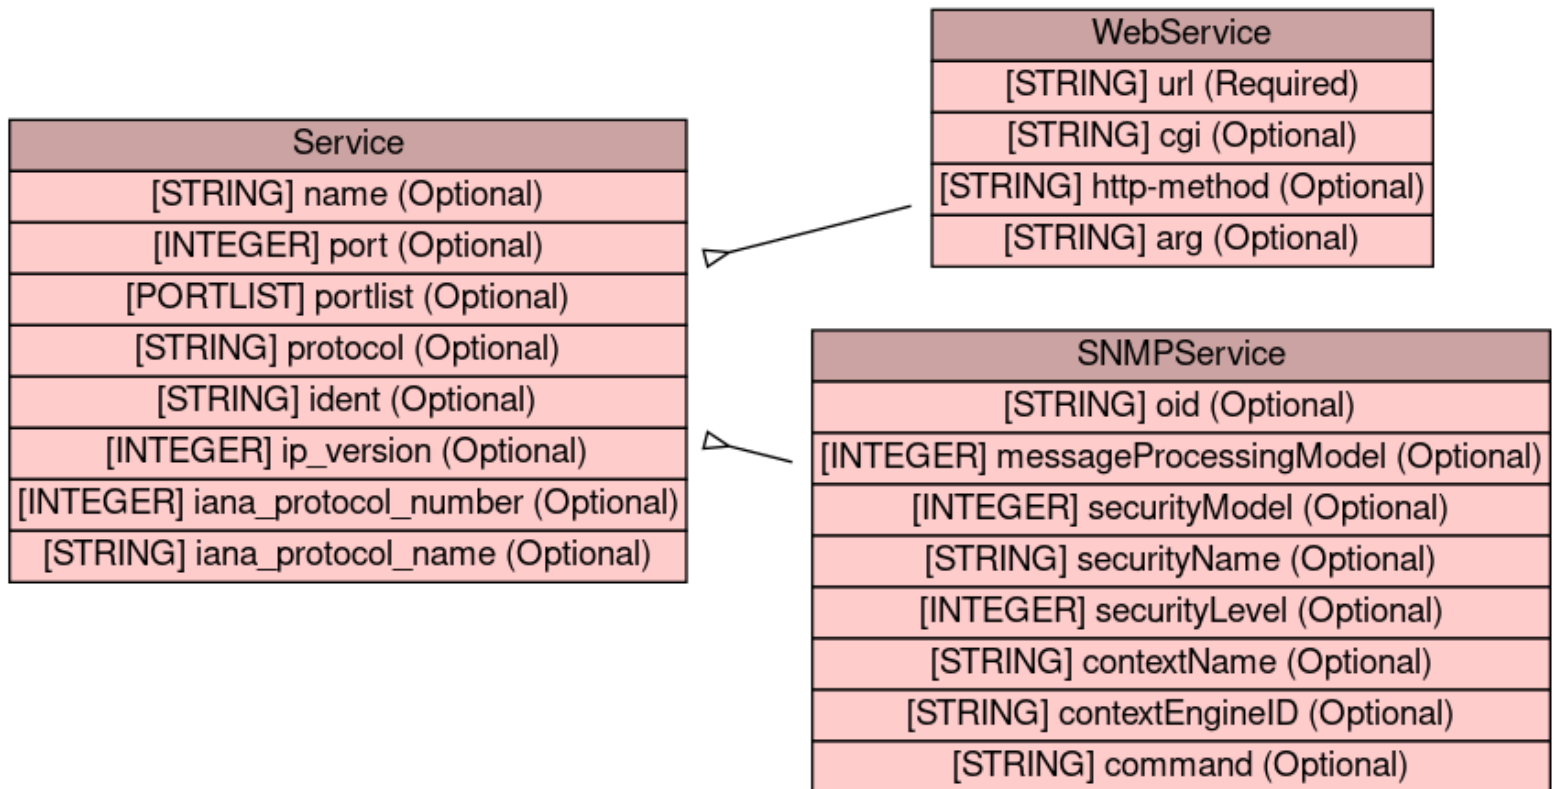 Service
[STRING] name (Optional)
[INTEGER] port (Optional)
[PORTLIST] portlist (Optional)
[STRING] protocol (Optional)
[STRING] ident (Optional)
[INTEGER] ip_version (Optional)
[INTEGER] iana_protocol_number (Optional)
[STRING] iana_protocol_name (Optional)
WebService
[STRING] url (Required)
[STRING] cgi (Optional)
[STRING] http-method (Optional)
[STRING] arg (Optional)
SNMPService
[STRING] oid (Optional)
[INTEGER] messageProcessingModel (Optional)
[INTEGER] securityModel (Optional)
[STRING] securityName (Optional)
[INTEGER] securityLevel (Optional)
[STRING] contextName (Optional)
[STRING] contextEngineID (Optional)
[STRING] command (Optional)